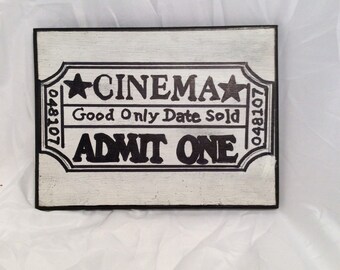 ★CINEMA★
Good Only Date Sold
ADMIT ONE
048107
048107